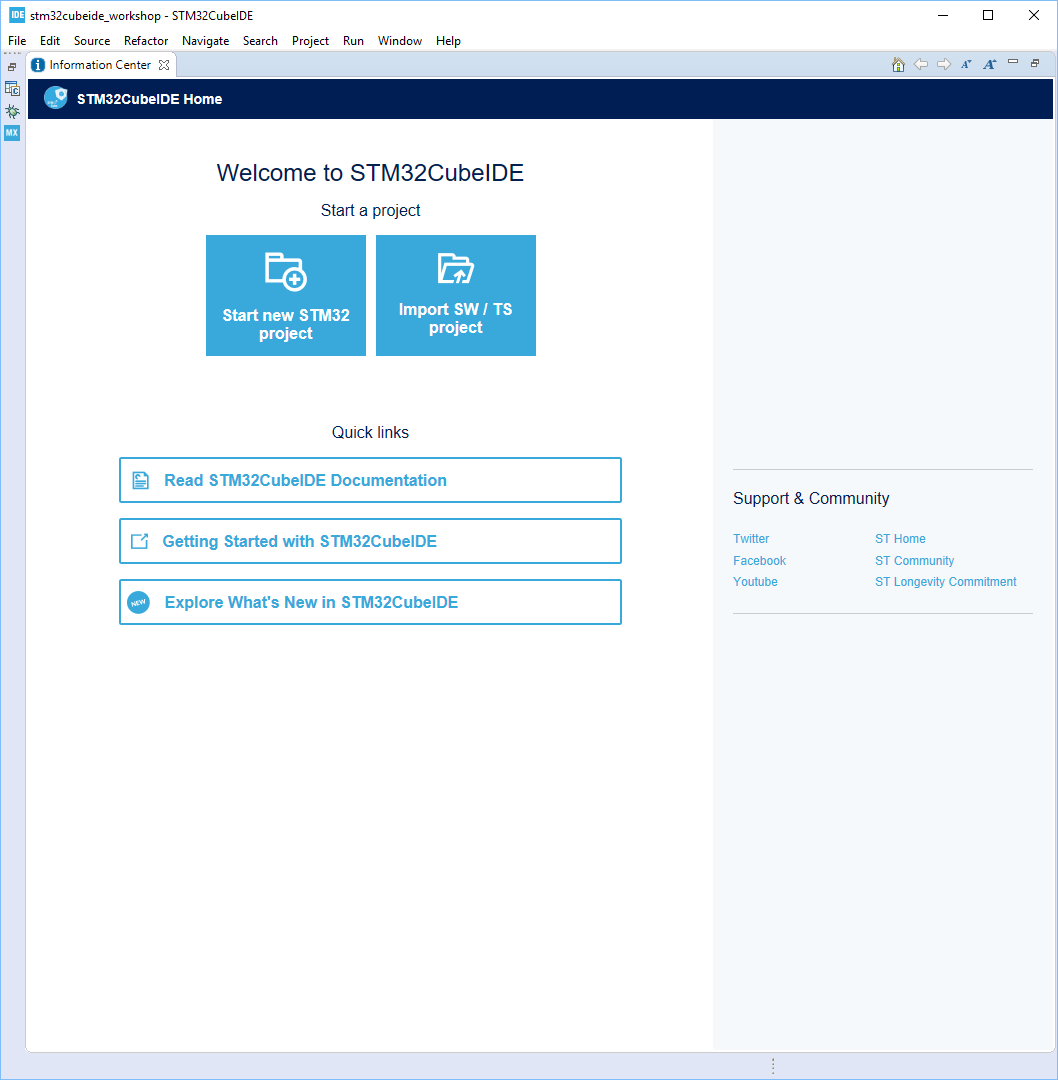 IDE stm32cubeide_workshop - STM32CubeIDE
File Edit Source Refactor Navigate Search Project Run Window Help
Information Center
MX
STM32CubeIDE Home
Welcome to STM32CubeIDE
Start a project
Start new STM32
project
Import SW / TS
project
Quick links
Read STM32CubeIDE Documentation
Getting Started with STM32CubeIDE
NEW Explore What's New in STM32CubeIDE
Support & Community
Twitter ST Home
Facebook ST Community
Youtube ST Longevity Commitment